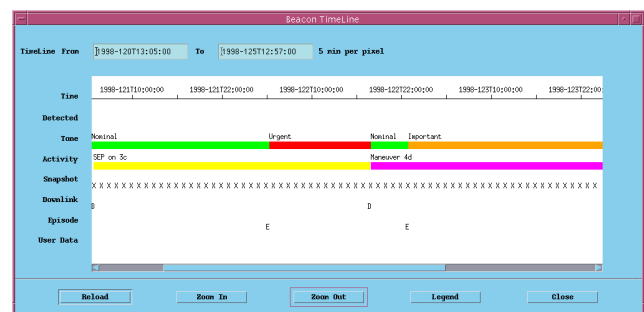 Beacon TimeLine
TimeLine From 1998-120T13:05:00 To 1998-125T12:57:00 5 min per pixel
Time 1998-121T10:00:00 1998-121T22:00:00 1998-122T10:00:00 1998-122T22:00:00 1998-123T10:00:00 1998-123T22:00:
Detected
Tone Nominal Urgent Nominal Important
Activity SEP on 3c Maneuver 4d
Snapshot X X X X X X X X X X X X X X X X X X X X X X X X X X X X X X X X X X X X X X X X X X X X X X X X X X X X X X X X X X X X X X X X X X X
Downlink D D
Episode E E
User Data
Reload Zoom In Zoom Out Legend Close